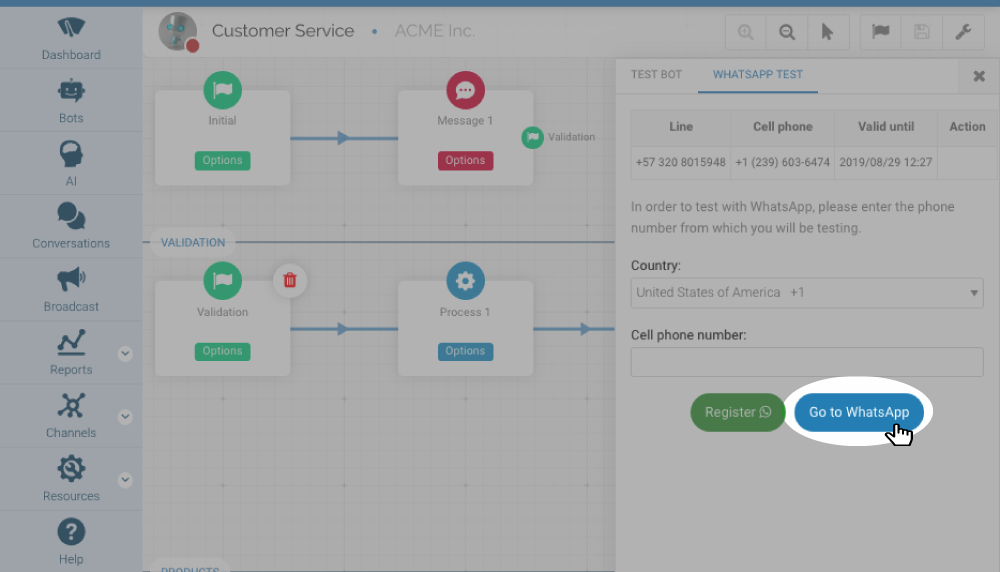 Dashboard
Bots
AI
Conversations
Broadcast
Reports
Channels
Resources
Help
Customer Service • ACME Inc.
Initial
Options
Message 1
Options
Validation
VALIDATION
Validation
Options
Process 1
Options
PRODUCTS
TEST BOT WHATSAPP TEST
Line Cell phone Valid until Action
+57 320 8015948 +1 (239) 603-6474 2019/08/29 12:27
In order to test with WhatsApp, please enter the phone
number from which you will be testing.
Country:
United States of America +1
Cell phone number:
Register
Go to WhatsApp